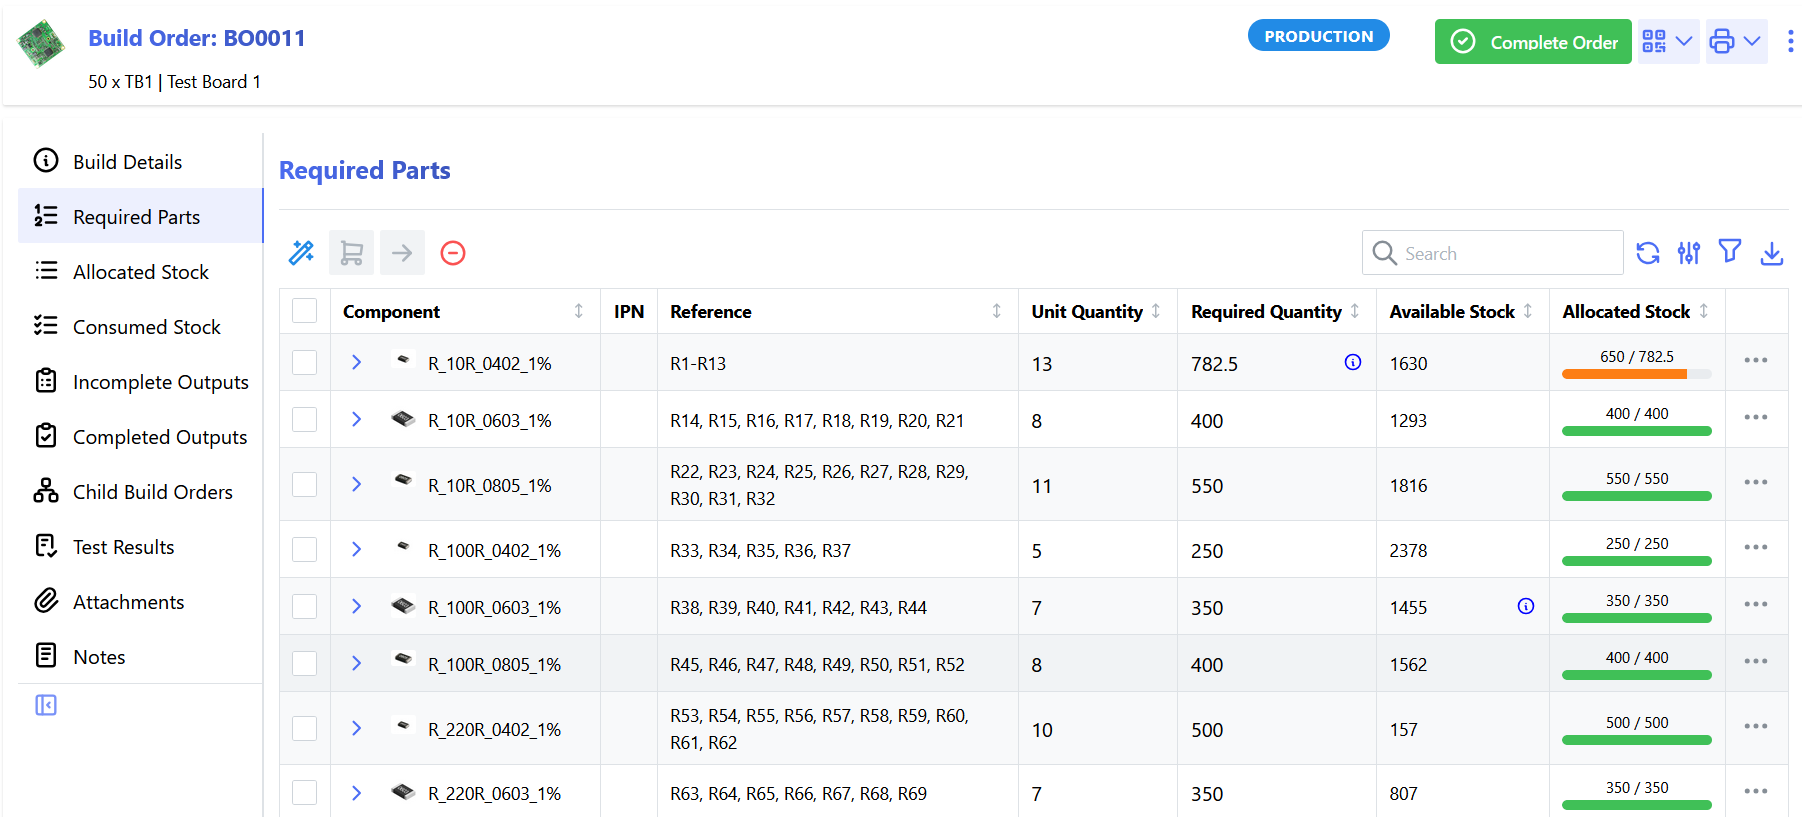 Build Order: BO0011
50 x TB1 | Test Board 1
PRODUCTION
Complete Order
Build Details
Required Parts
Allocated Stock
Consumed Stock
Incomplete Outputs
Completed Outputs
Child Build Orders
Test Results
Attachments
Notes
Required Parts
Search
Component IPN Reference Unit Quantity Required Quantity Available Stock Allocated Stock
R_10R_0402_1% R1-R13 13 782.5 1630 650 / 782.5
R_10R_0603_1% R14, R15, R16, R17, R18, R19, R20, R21 8 400 1293 400 / 400
R_10R_0805_1% R22, R23, R24, R25, R26, R27, R28, R29,
R30, R31, R32 11 550 1816 550 / 550
R_100R_0402_1% R33, R34, R35, R36, R37 5 250 2378 250 / 250
R_100R_0603_1% R38, R39, R40, R41, R42, R43, R44 7 350 1455 350 / 350
R_100R_0805_1% R45, R46, R47, R48, R49, R50, R51, R52 8 400 1562 400 / 400
R_220R_0402_1% R53, R54, R55, R56, R57, R58, R59, R60,
R61, R62 10 500 157 500 / 500
R_220R_0603_1% R63, R64, R65, R66, R67, R68, R69 7 350 807 350 / 350